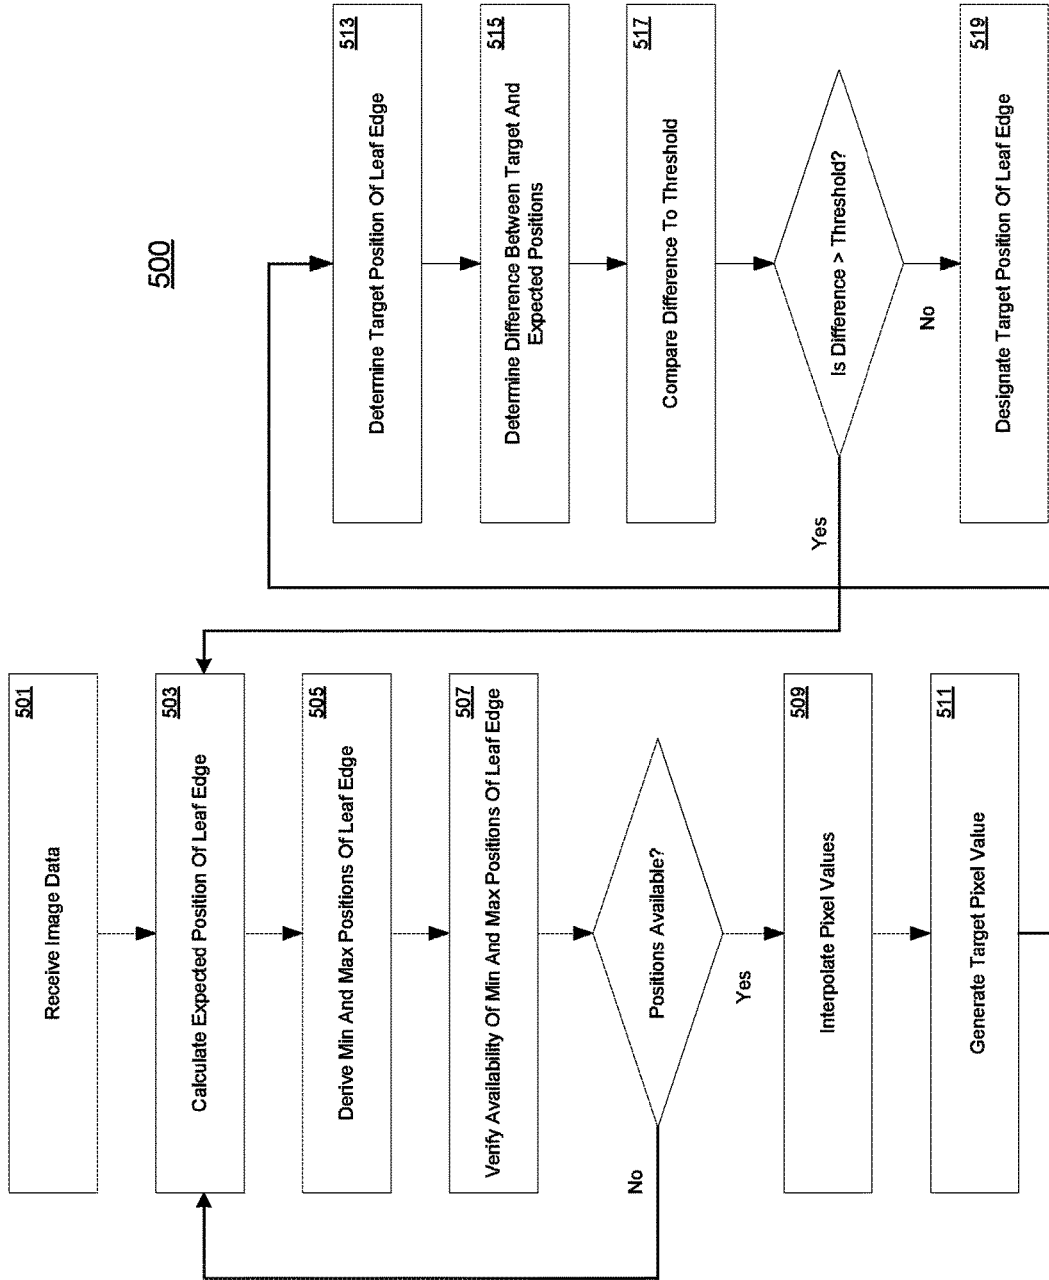 500
501
Receive Image Data
503
Calculate Expected Position Of Leaf Edge
505
Derive Min And Max Positions Of Leaf Edge
507
Verify Availability Of Min And Max Positions Of Leaf Edge
Positions Available?
No
Yes
509
Interpolate Pixel Values
511
Generate Target Pixel Value
513
Determine Target Position Of Leaf Edge
515
Determine Difference Between Target And
Expected Positions
517
Compare Difference To Threshold
Is Difference > Threshold?
Yes
No
519
Designate Target Position Of Leaf Edge